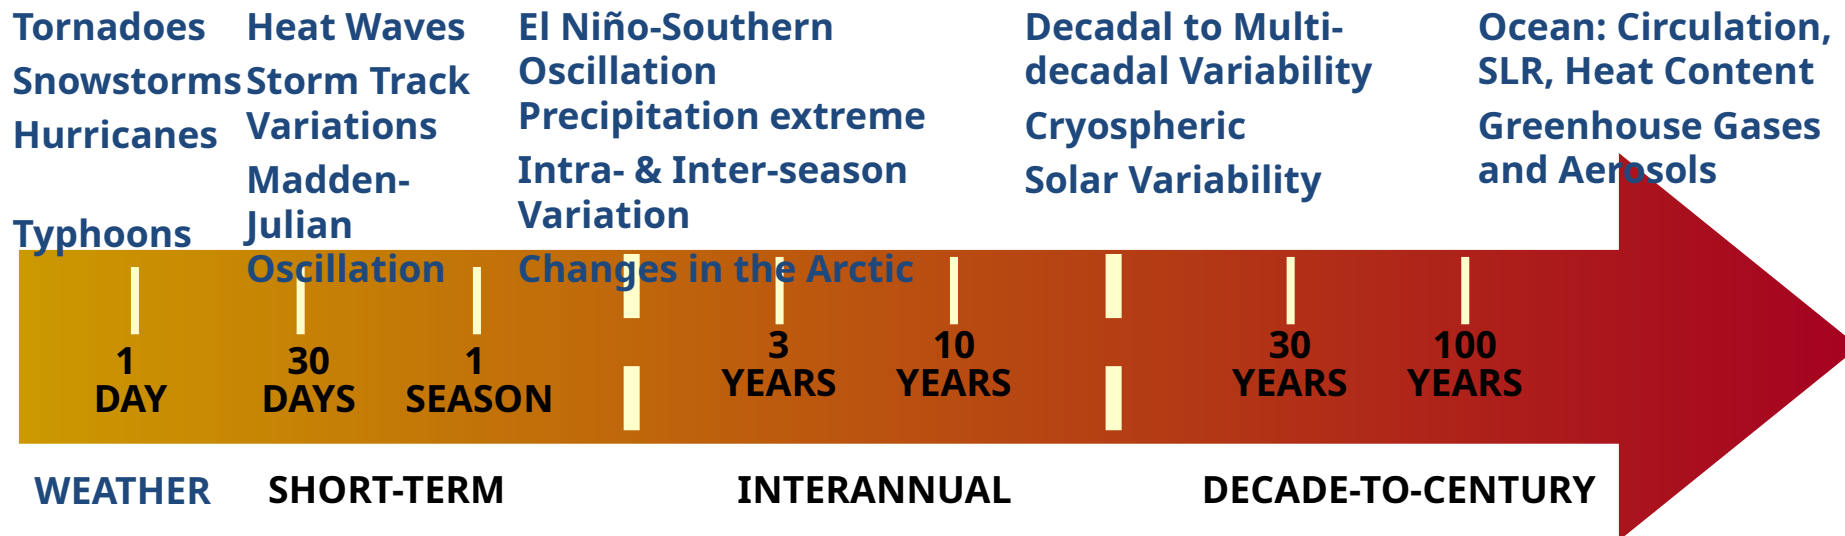 Tornadoes
Snowstorms
Hurricanes
Typhoons
Heat Waves
Storm Track
Variations
Madden-
Julian
Oscillation
El Niño-Southern
Oscillation
Precipitation extreme
Intra- & Inter-season
Variation
Changes in the Arctic
Decadal to Multi-
decadal Variability
Cryospheric
Solar Variability
Ocean: Circulation,
SLR, Heat Content
Greenhouse Gases
and Aerosols
1
DAY
30
DAYS
1
SEASON
3
YEARS
10
YEARS
30
YEARS
100
YEARS
WEATHER
SHORT-TERM
INTERANNUAL
DECADE-TO-CENTURY